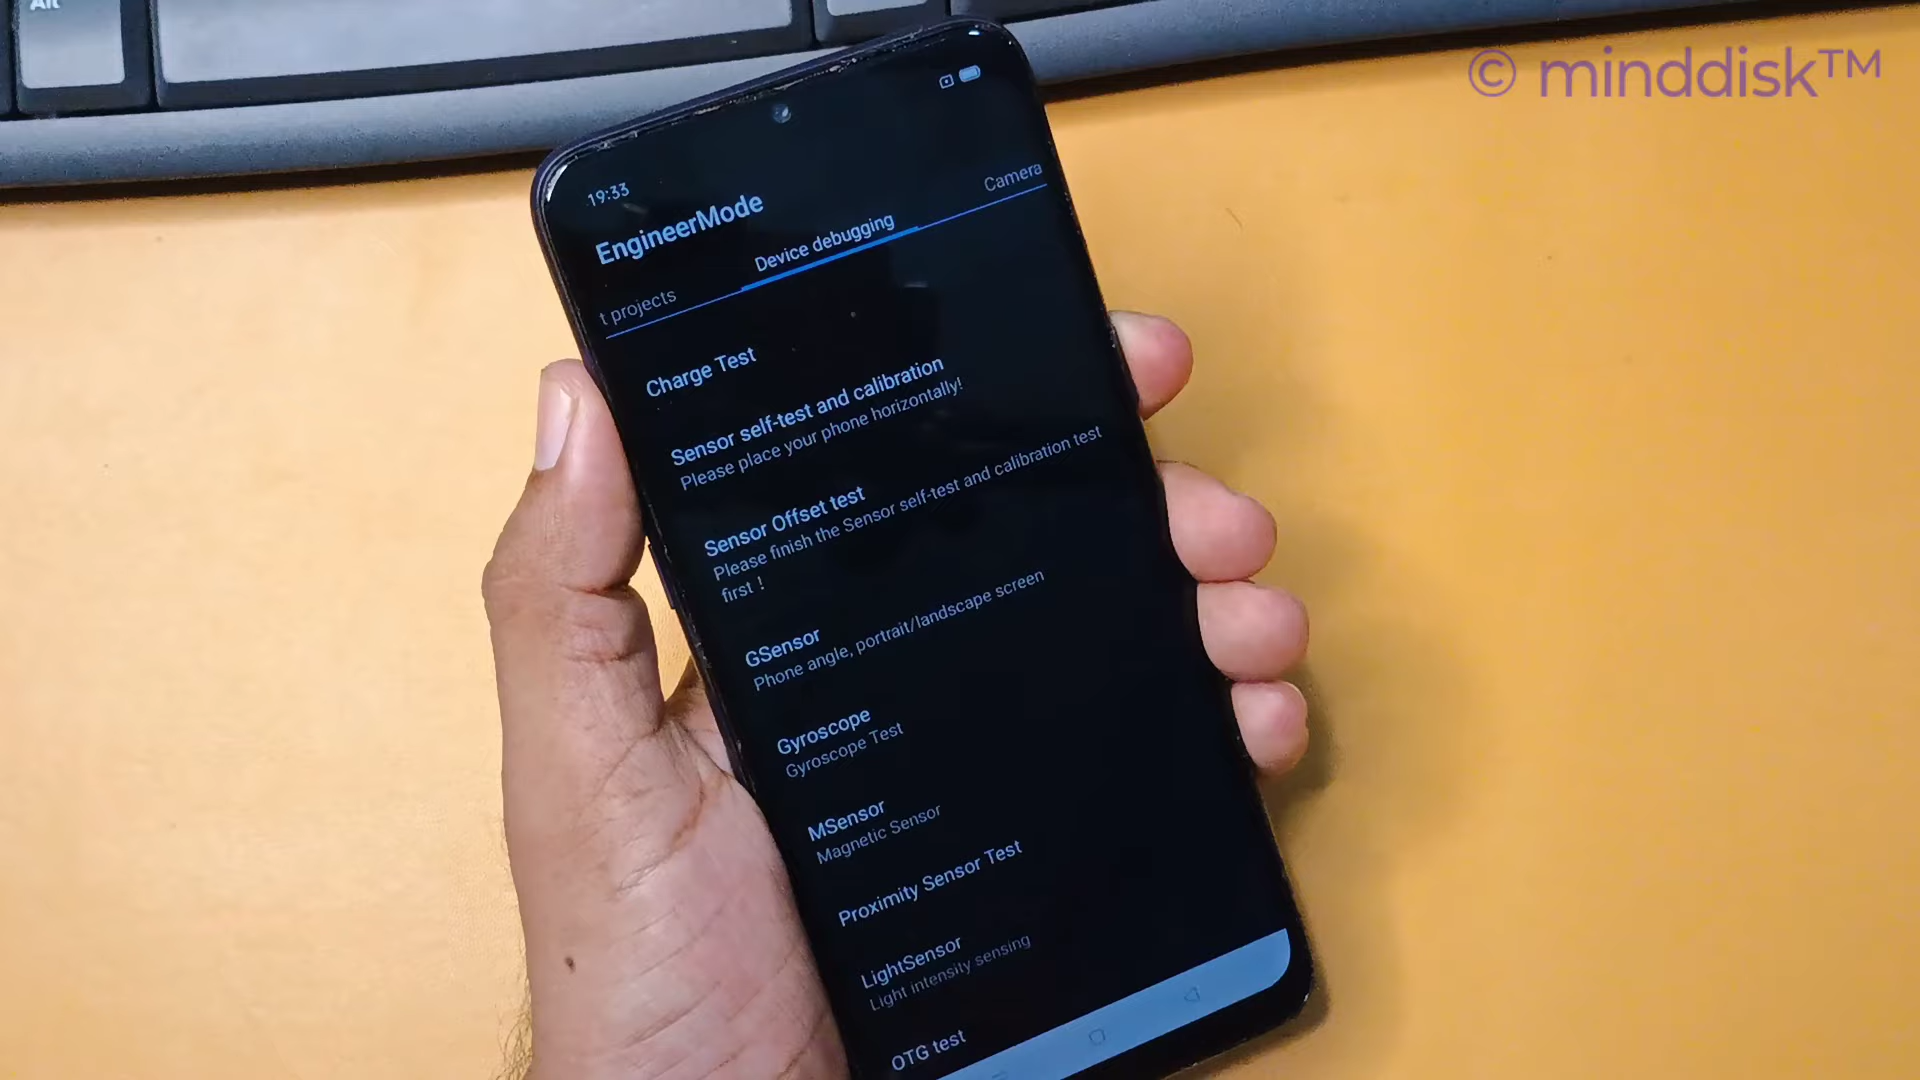 Alt
© minddisk™
19:33
EngineerMode
t projects
Device debugging
Camera
Charge Test
Sensor self-test and calibration
Please place your phone horizontally!
Sensor Offset test
Please finish the Sensor self-test and calibration test
first !
GSensor
Phone angle, portrait/landscape screen
Gyroscope
Gyroscope Test
MSensor
Magnetic Sensor
Proximity Sensor Test
LightSensor
Light intensity sensing
OTG test